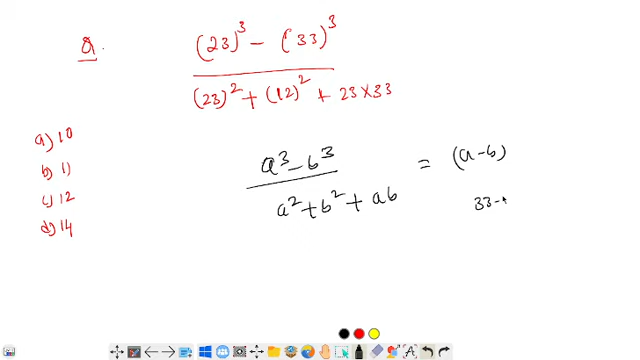 Q.
(23)³ - (33)³
(23)² + (12)² + 23 × 33
a) 10
b) 11
c) 12
d) 14
a³ - b³
a² + b² + ab
= (a - b)
33-